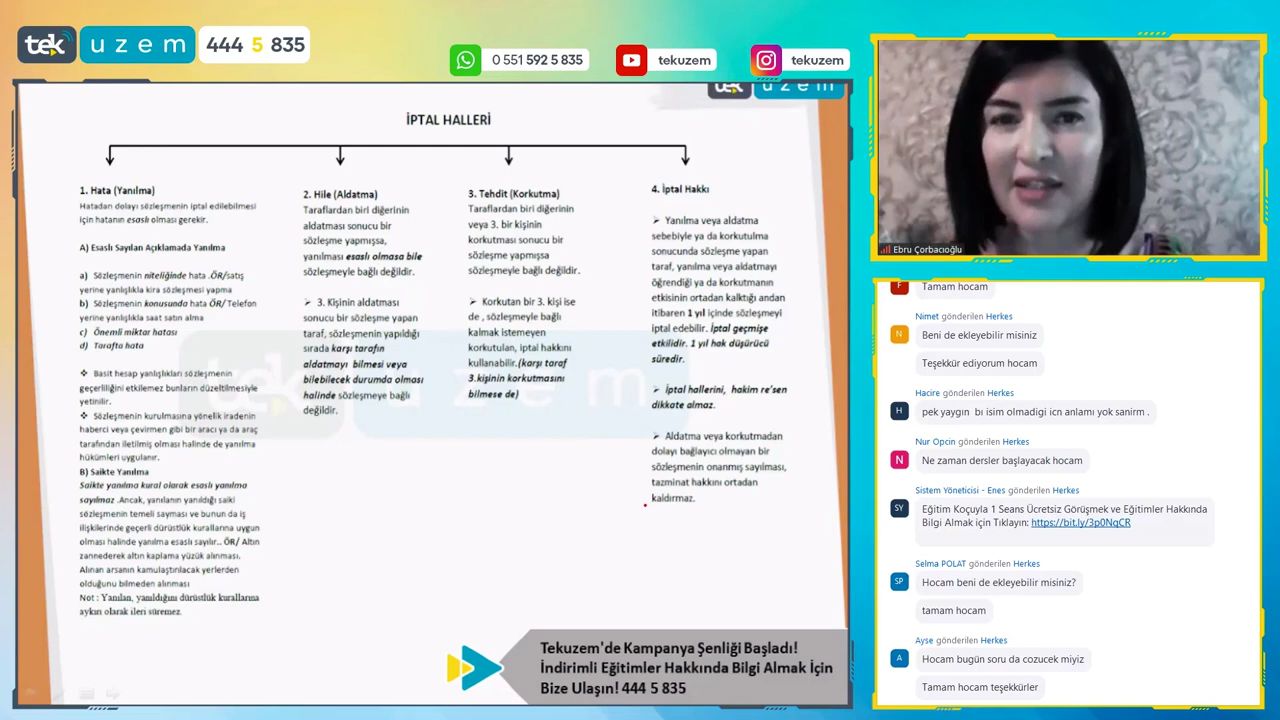 tek
uzem
444 5 835
0 551 592 5 835
tekuzem
tekuzem
tek uzem
İPTAL HALLERİ
1. Hata (Yanılma)
Hatadan dolayı sözleşmenin iptal edilebilmesi
için hatanın esaslı olması gerekir.
A) Esaslı Sayılan Açıklamada Yanılma
a) Sözleşmenin niteliğinde hata .ÖR/satış
yerine yanlışlıkla kira sözleşmesi yapma
b) Sözleşmenin konusunda hata ÖR/ Telefon
yerine yanlışlıkla saat satın alma
c) Önemli miktar hatası
d) Tarafta hata
❖ Basit hesap yanlışlıkları sözleşmenin
geçerliliğini etkilemez bunların düzeltilmesiyle
yetinilir.
❖ Sözleşmenin kurulmasına yönelik iradenin
haberci veya çevirmen gibi bir aracı ya da araç
tarafından iletilmiş olması halinde de yanılma
hükümleri uygulanır.
B) Saikte Yanılma
Saikte yanılma kural olarak esaslı yanılma
sayılmaz .Ancak, yanılanın yanıldığı saiki
sözleşmenin temeli sayması ve bunun da iş
ilişkilerinde geçerli dürüstlük kurallarına uygun
olması halinde yanılma esaslı sayılır.. ÖR/ Altın
zannederek altın kaplama yüzük alınması.
Alınan arsanın kamulaştırılacak yerlerden
olduğunu bilmeden alınması
Not : Yanılan, yanıldığını dürüstlük kurallarına
aykırı olarak ileri süremez.
2. Hile (Aldatma)
Taraflardan biri diğerinin
aldatması sonucu bir
sözleşme yapmışsa,
yanılması esaslı olmasa bile
sözleşmeyle bağlı değildir.
➢ 3. Kişinin aldatması
sonucu bir sözleşme yapan
taraf, sözleşmenin yapıldığı
sırada karşı tarafın
aldatmayı bilmesi veya
bilebilecek durumda olması
halinde sözleşmeye bağlı
değildir.
3. Tehdit (Korkutma)
Taraflardan biri diğerinin
veya 3. bir kişinin
korkutması sonucu bir
sözleşme yapmışsa
sözleşmeyle bağlı değildir.
➢ Korkutan bir 3. kişi ise
de , sözleşmeyle bağlı
kalmak istemeyen
korkutulan, iptal hakkını
kullanabilir.(karşı taraf
3.kişinin korkutmasını
bilmese de)
4. İptal Hakkı
➢ Yanılma veya aldatma
sebebiyle ya da korkutulma
sonucunda sözleşme yapan
taraf, yanılma veya aldatmayı
öğrendiği ya da korkutmanın
etkisinin ortadan kalktığı andan
itibaren 1 yıl içinde sözleşmeyi
iptal edebilir. İptal geçmişe
etkilidir. 1 yıl hak düşürücü
süredir.
➢ İptal hallerini, hakim re'sen
dikkate almaz.
➢ Aldatma veya korkutmadan
dolayı bağlayıcı olmayan bir
sözleşmenin onanmış sayılması,
tazminat hakkını ortadan
kaldırmaz.
Tekuzem'de Kampanya Şenliği Başladı!
İndirimli Eğitimler Hakkında Bilgi Almak İçin
Bize Ulaşın! 444 5 835
Ebru Çorbacıoğlu
F
Tamam hocam
Nimet gönderilen Herkes
N
Beni de ekleyebilir misiniz
Teşekkür ediyorum hocam
Hacire gönderilen Herkes
H
pek yaygın bı isim olmadigi icn anlamı yok sanirm .
Nur Opcin gönderilen Herkes
N
Ne zaman dersler başlayacak hocam
Sistem Yöneticisi - Enes gönderilen Herkes
SY
Eğitim Koçuyla 1 Seans Ücretsiz Görüşmek ve Eğitimler Hakkında
Bilgi Almak için Tıklayın: https://bit.ly/3p0NqCR
Selma POLAT gönderilen Herkes
SP
Hocam beni de ekleyebilir misiniz?
tamam hocam
Ayse gönderilen Herkes
A
Hocam bugün soru da cozucek miyiz
Tamam hocam teşekkürler